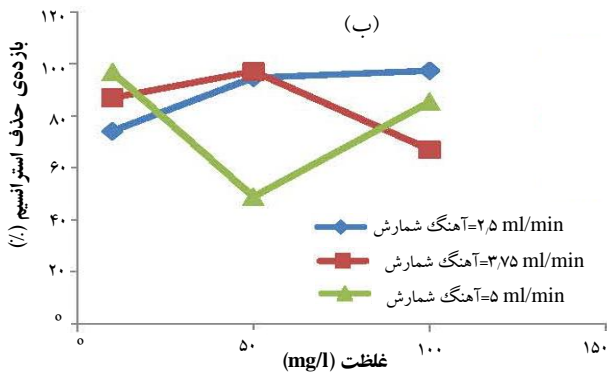 (ب)
بازده‌ی حذف استرانسیم (٪)
۱۲۰
۱۰۰
۸۰
۶۰
۴۰
۲۰
۰
۰
۵۰
۱۰۰
۱۵۰
آهنگ شمارش=۲٫۵ ml/min
آهنگ شمارش=۳٫۷۵ ml/min
آهنگ شمارش=۵ ml/min
غلظت (mg/l)